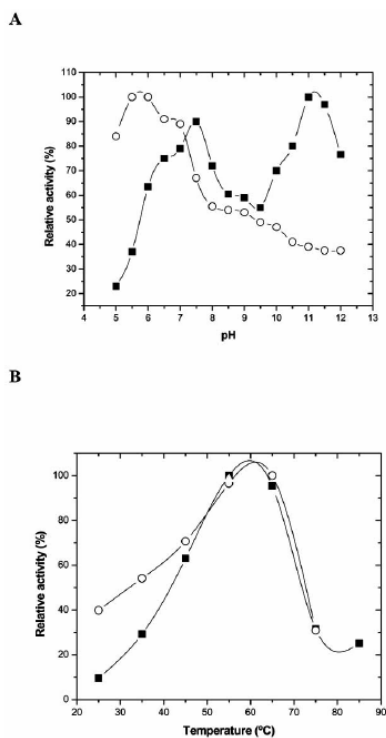 A
110
100
90
80
70
60
50
40
30
20
Relative activity (%)
4 5 6 7 8 9 10 11 12 13
pH
B
100
80
60
40
20
0
Relative activity (%)
20 30 40 50 60 70 80 90
Temperature (ºC)